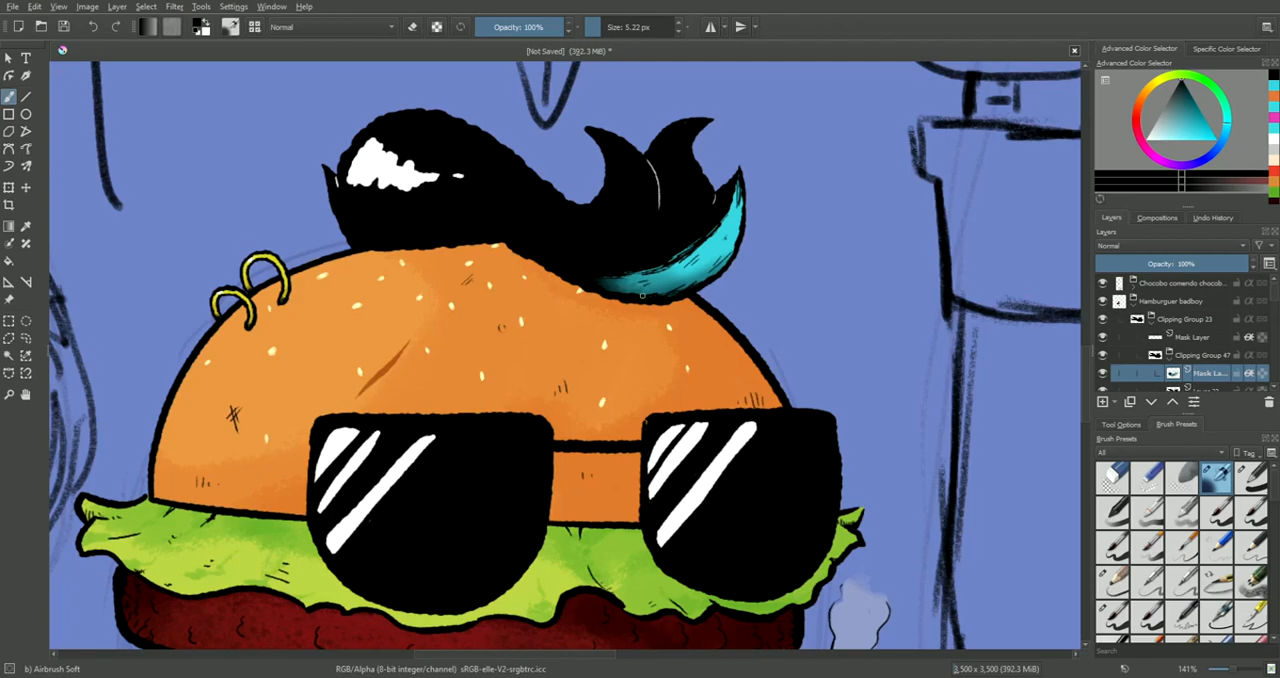 File Edit View Image Layer Select Filter Tools Settings Window Help
Normal Opacity: 100% Size: 5.22 px
[Not Saved] (392.3 MiB) *
Advanced Color Selector Specific Color Selector
Advanced Color Selector
Layers Compositions Undo History
Layers
Normal
Opacity: 100%
Chocobo comendo chocob...
Hamburguer badboy
Clipping Group 23
Mask Layer
Clipping Group 47
Mask La...
Tool Options Brush Presets
Brush Presets
All Tag
Search
b) Airbrush Soft RGB/Alpha (8-bit integer/channel) sRGB-elle-V2-srgbtrc.icc 3,500 x 3,500 (392.3 MiB) 141%